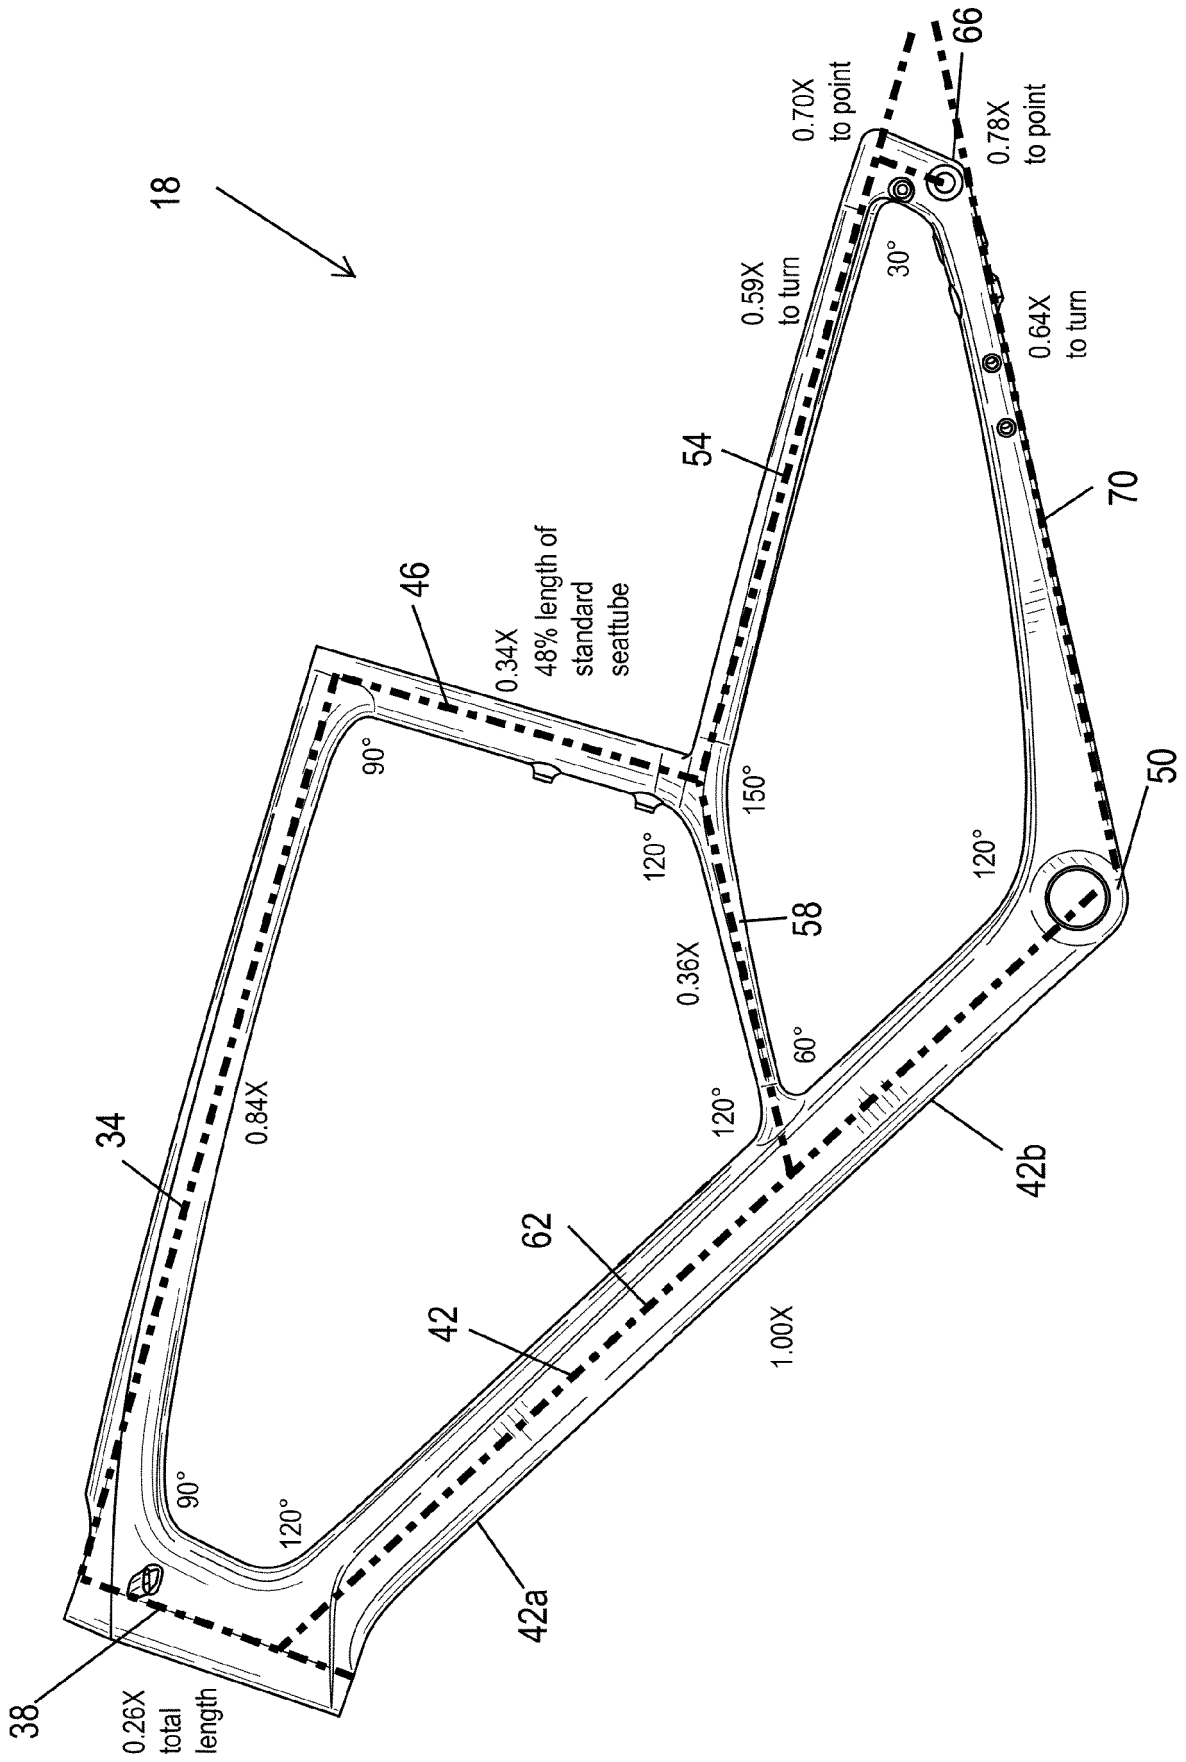 18
66
0.70X
to point
0.78X
to point
30°
0.59X
to turn
0.64X
to turn
54
70
46
0.34X
48% length of
standard
seattube
90°
150°
120°
50
120°
58
0.36X
60°
120°
34
0.84X
42b
62
42
1.00X
90°
120°
42a
38
0.26X
total
length